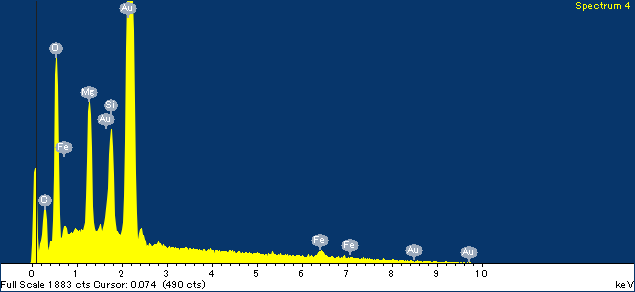 Spectrum 4
Au
O
Mg
Si
Au
Fe
Fe
Fe
Au
Au
0 1 2 3 4 5 6 7 8 9 10
Full Scale 1883 cts Cursor: 0.074 (490 cts) keV